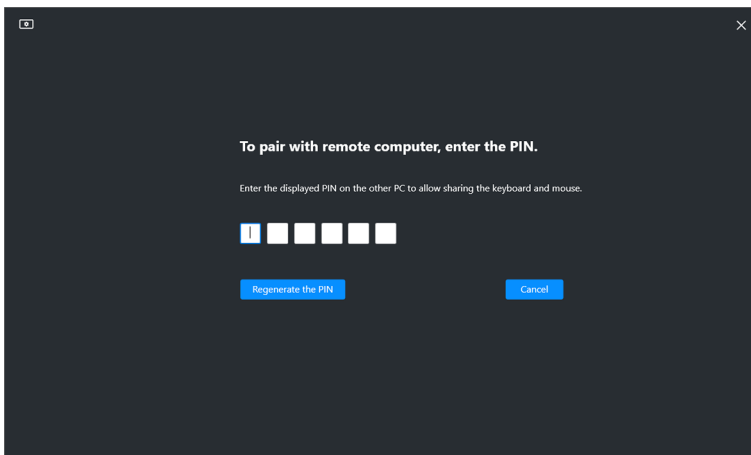 To pair with remote computer, enter the PIN.
Enter the displayed PIN on the other PC to allow sharing the keyboard and mouse.
Regenerate the PIN
Cancel